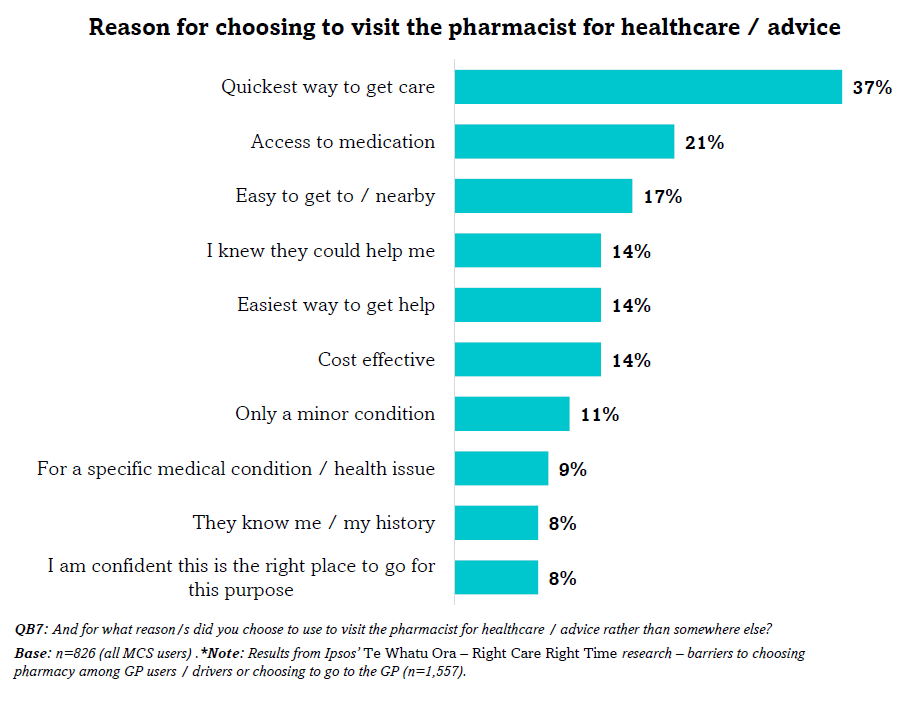 Reason for choosing to visit the pharmacist for healthcare / advice
Quickest way to get care 37%
Access to medication 21%
Easy to get to / nearby 17%
I knew they could help me 14%
Easiest way to get help 14%
Cost effective 14%
Only a minor condition 11%
For a specific medical condition / health issue 9%
They know me / my history 8%
I am confident this is the right place to go for
this purpose 8%
QB7: And for what reason/s did you choose to use to visit the pharmacist for healthcare / advice rather than somewhere else?
Base: n=826 (all MCS users) .*Note: Results from Ipsos' Te Whatu Ora – Right Care Right Time research – barriers to choosing
pharmacy among GP users / drivers or choosing to go to the GP (n=1,557).